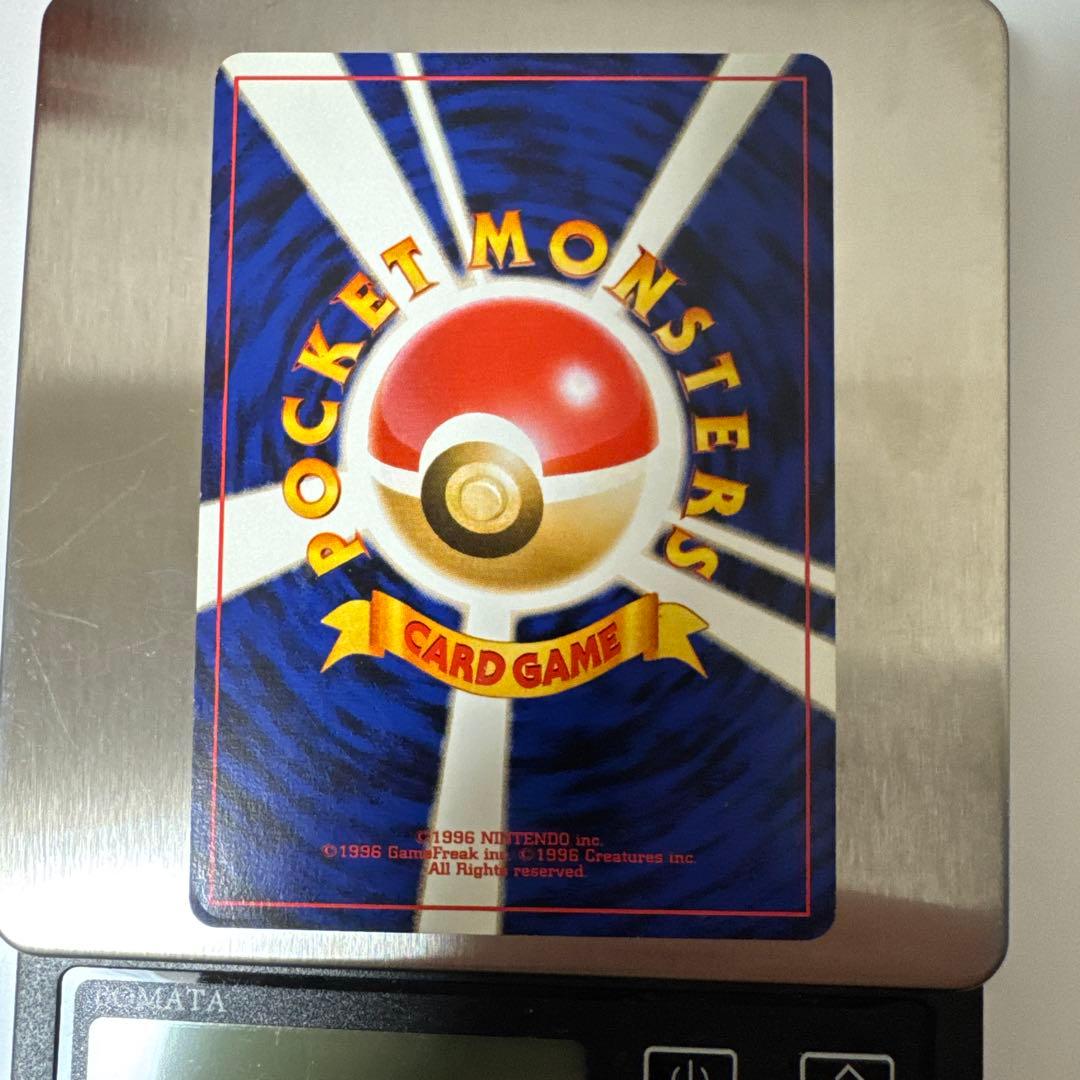 POCKET MONSTERS
CARD GAME
©1996 NINTENDO inc.
©1996 GameFreak inc. ©1996 Creatures inc.
All Rights reserved.